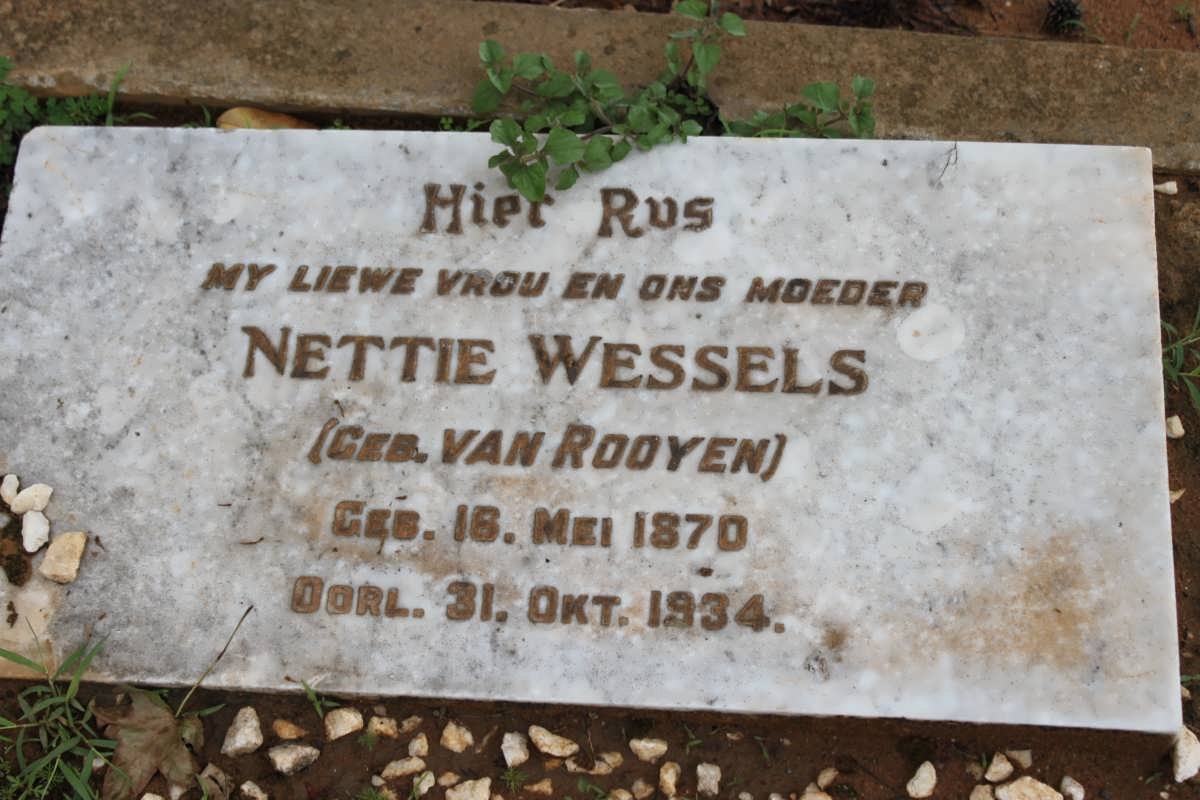 Hier Rus
MY LIEWE VROU EN ONS MOEDER
NETTIE WESSELS
(GEB. VAN ROOYEN)
GEB. 16. MEI 1870
OORL. 31. OKT. 1934.